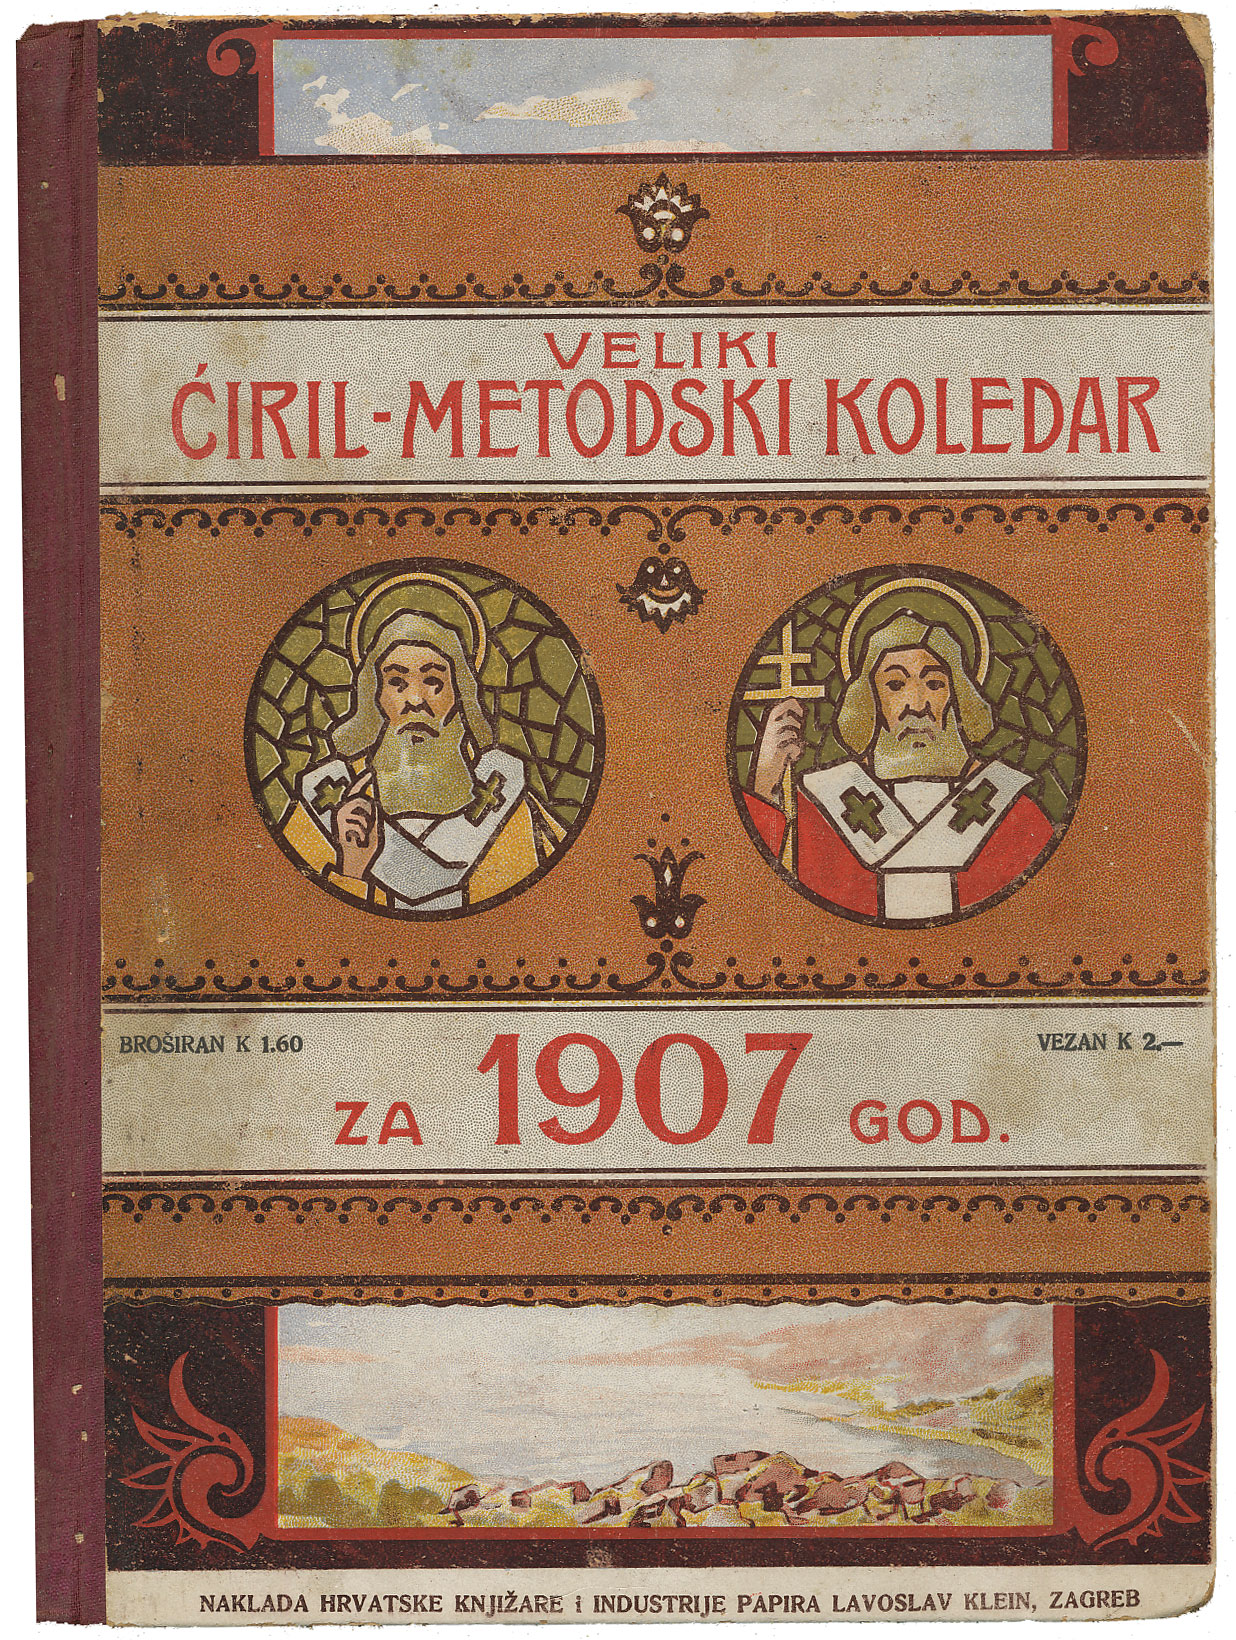 VELIKI
ĆIRIL-METODSKI KOLEDAR
BROŠIRAN K 1.60
VEZAN K 2.—
ZA 1907 GOD.
NAKLADA HRVATSKE KNJIŽARE i INDUSTRIJE PAPIRA LAVOSLAV KLEIN, ZAGREB